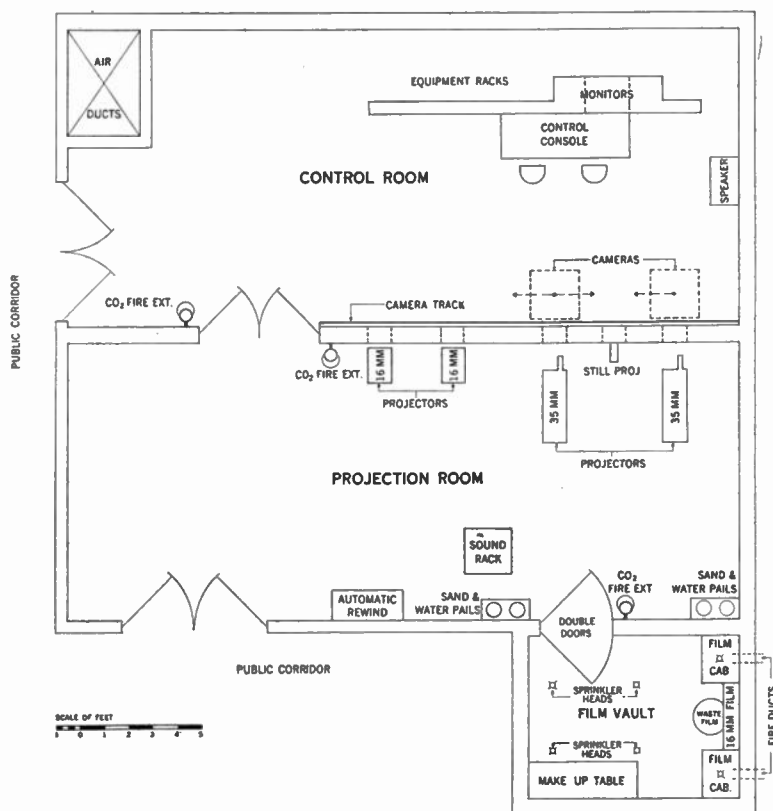 AIR
DUCTS
EQUIPMENT RACKS
MONITORS
CONTROL
CONSOLE
CONTROL ROOM
SPEAKER
PUBLIC CORRIDOR
CAMERAS
CO₂ FIRE EXT.
CAMERA TRACK
CO₂ FIRE EXT.
16 MM
16 MM
STILL PROJ
PROJECTORS
35 MM
35 MM
PROJECTORS
PROJECTION ROOM
SOUND
RACK
AUTOMATIC
REWIND
SAND &
WATER PAILS
CO₂
FIRE EXT
SAND &
WATER PAILS
DOUBLE
DOORS
PUBLIC CORRIDOR
FILM
CAB
SPRINKLER
HEADS
FILM VAULT
WASTE
FILM
16 MM FILM
FIRE DUCTS
SPRINKLER
HEADS
MAKE UP TABLE
FILM
CAB.
SCALE OF FEET
1 2 3 4 5